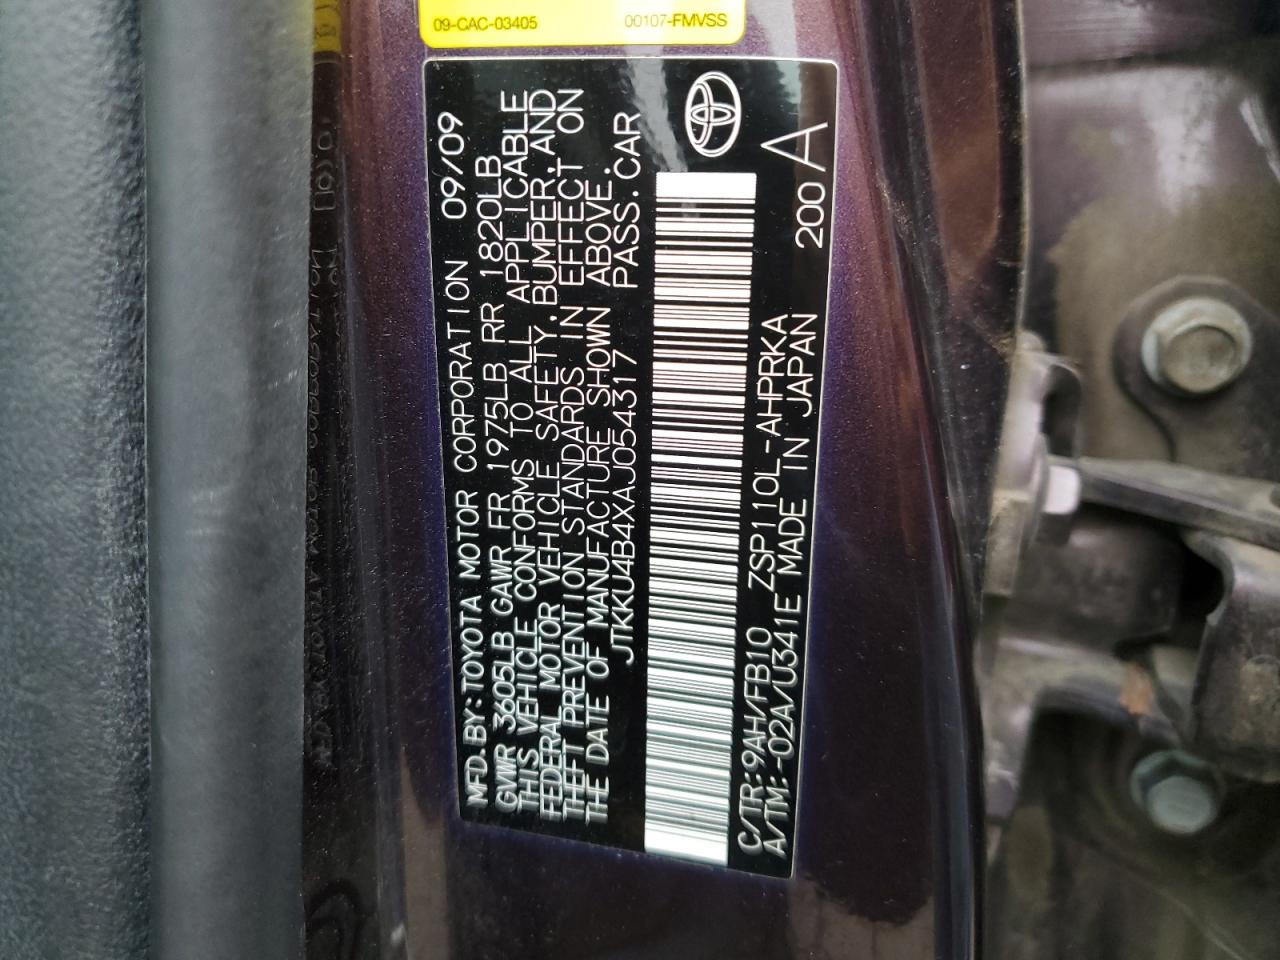 09-CAC-03405 00107-FMVSS
MFD. BY: TOYOTA MOTOR CORPORATION 09/09
GVWR 3605LB GAWR FR 1975LB RR 1820LB
THIS VEHICLE CONFORMS TO ALL APPLICABLE
FEDERAL MOTOR VEHICLE SAFETY, BUMPER, AND
THEFT PREVENTION STANDARDS IN EFFECT ON
THE DATE OF MANUFACTURE SHOWN ABOVE.
JTKKU4B4XAJ054317 PASS. CAR
C/TR: 9AH/FB10 ZSP110L-AHPRKA
A/TM: -02A/U341E MADE IN JAPAN 200 A